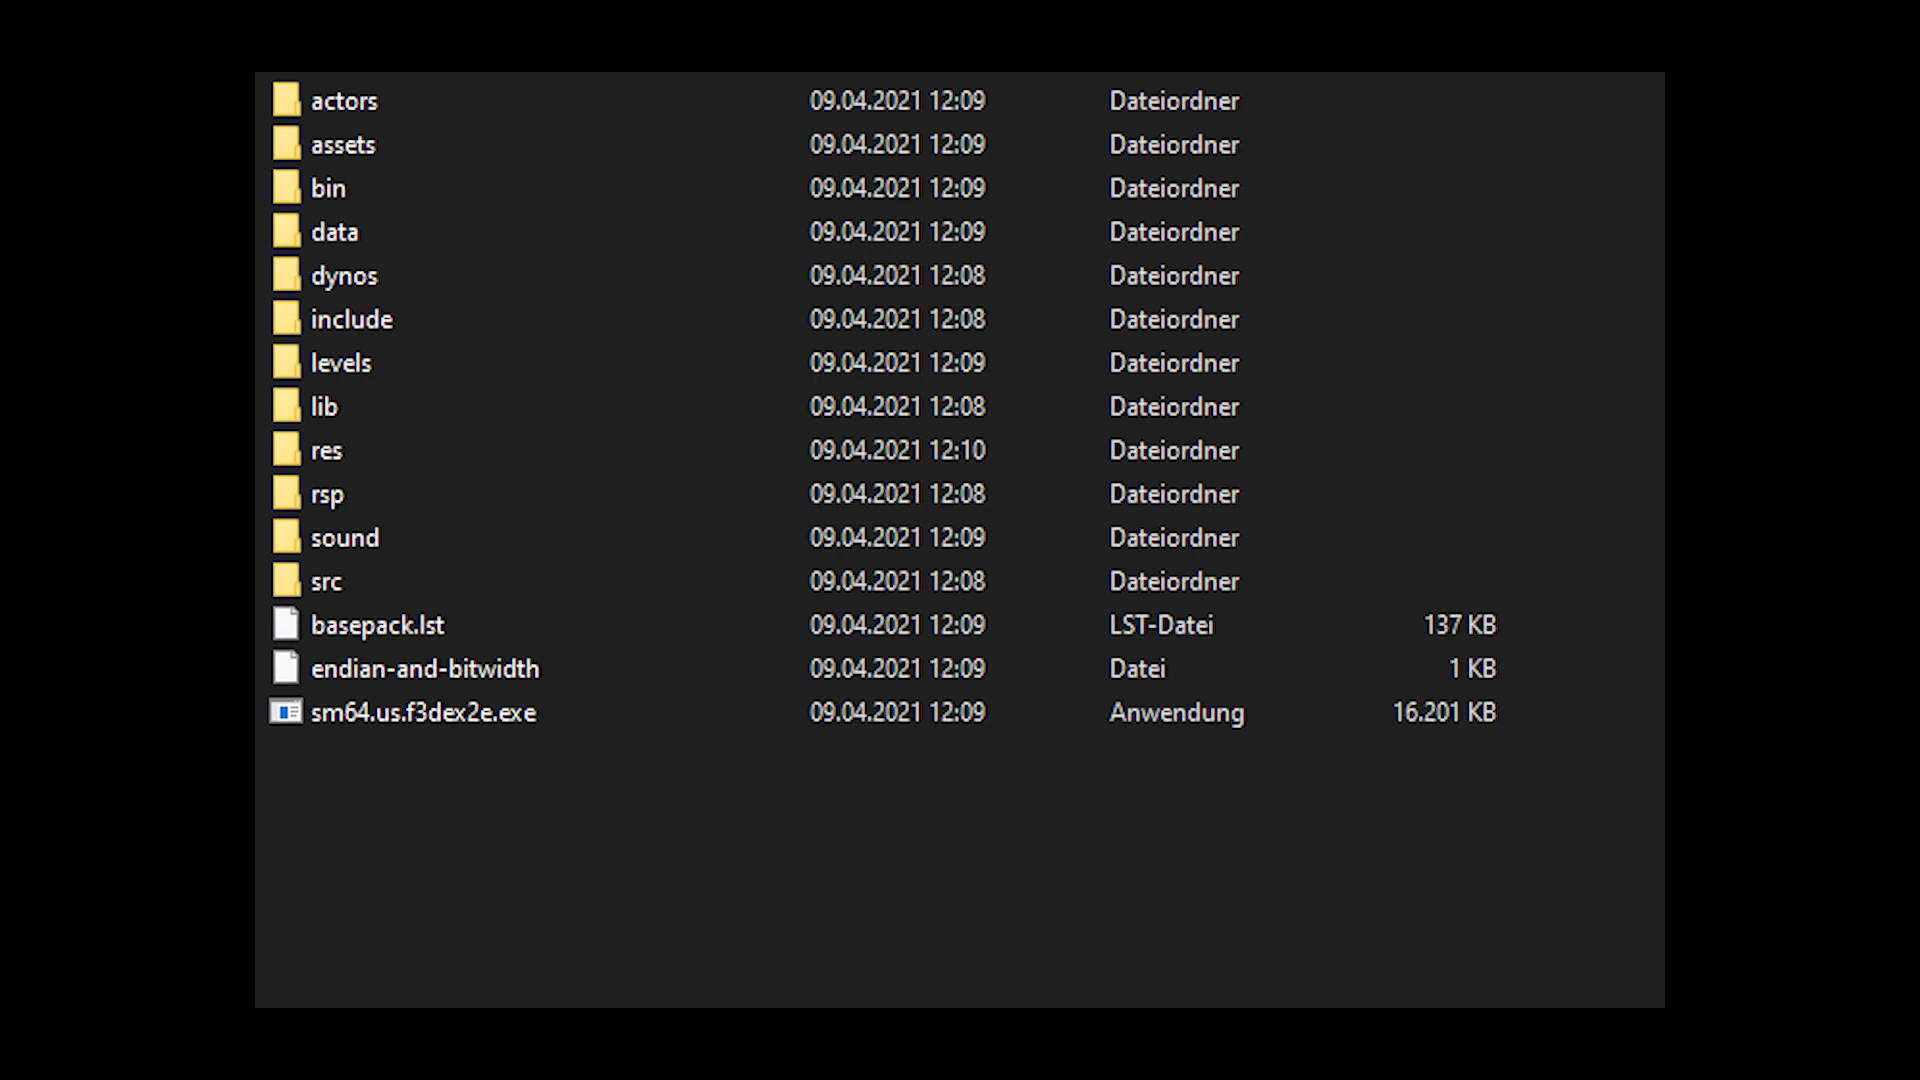 actors 09.04.2021 12:09 Dateiordner
assets 09.04.2021 12:09 Dateiordner
bin 09.04.2021 12:09 Dateiordner
data 09.04.2021 12:09 Dateiordner
dynos 09.04.2021 12:08 Dateiordner
include 09.04.2021 12:08 Dateiordner
levels 09.04.2021 12:09 Dateiordner
lib 09.04.2021 12:08 Dateiordner
res 09.04.2021 12:10 Dateiordner
rsp 09.04.2021 12:08 Dateiordner
sound 09.04.2021 12:09 Dateiordner
src 09.04.2021 12:08 Dateiordner
basepack.lst 09.04.2021 12:09 LST-Datei 137 KB
endian-and-bitwidth 09.04.2021 12:09 Datei 1 KB
sm64.us.f3dex2e.exe 09.04.2021 12:09 Anwendung 16.201 KB